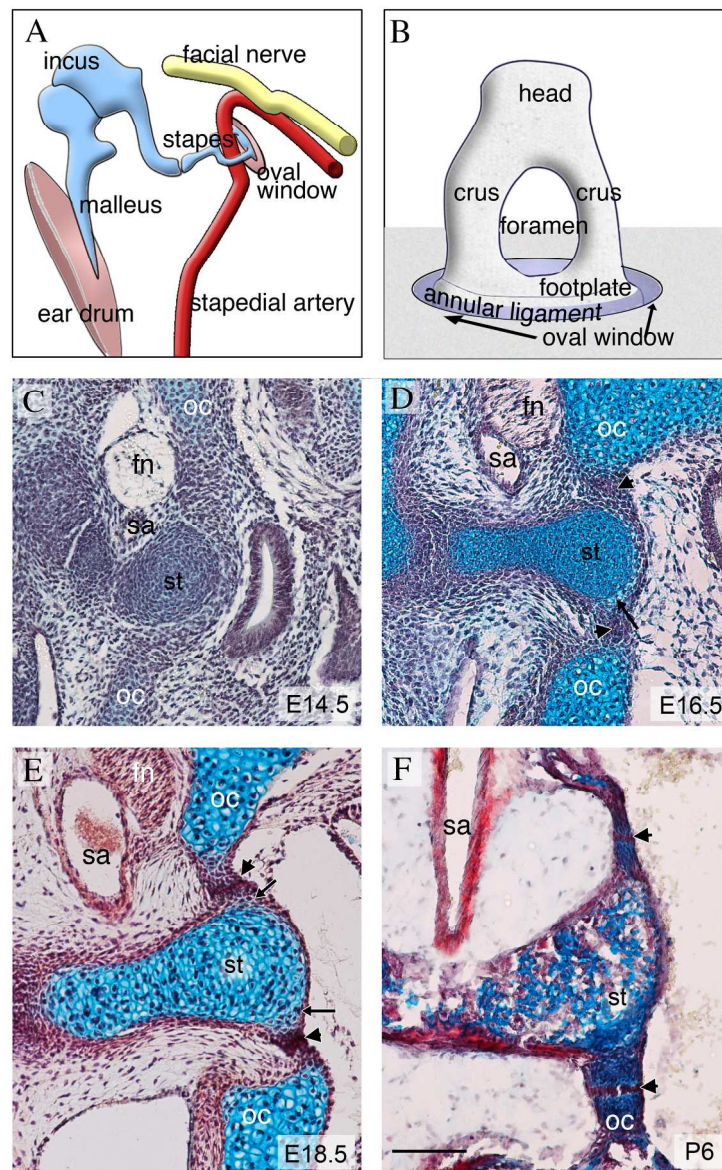 A
incus
facial nerve
stapes
oval
window
malleus
ear drum
stapedial artery
B
head
crus
crus
foramen
footplate
annular ligament
oval window
C
oc
fn
sa
st
oc
E14.5
D
fn
oc
sa
st
oc
E16.5
E
fn
oc
sa
st
oc
E18.5
F
sa
st
oc
P6